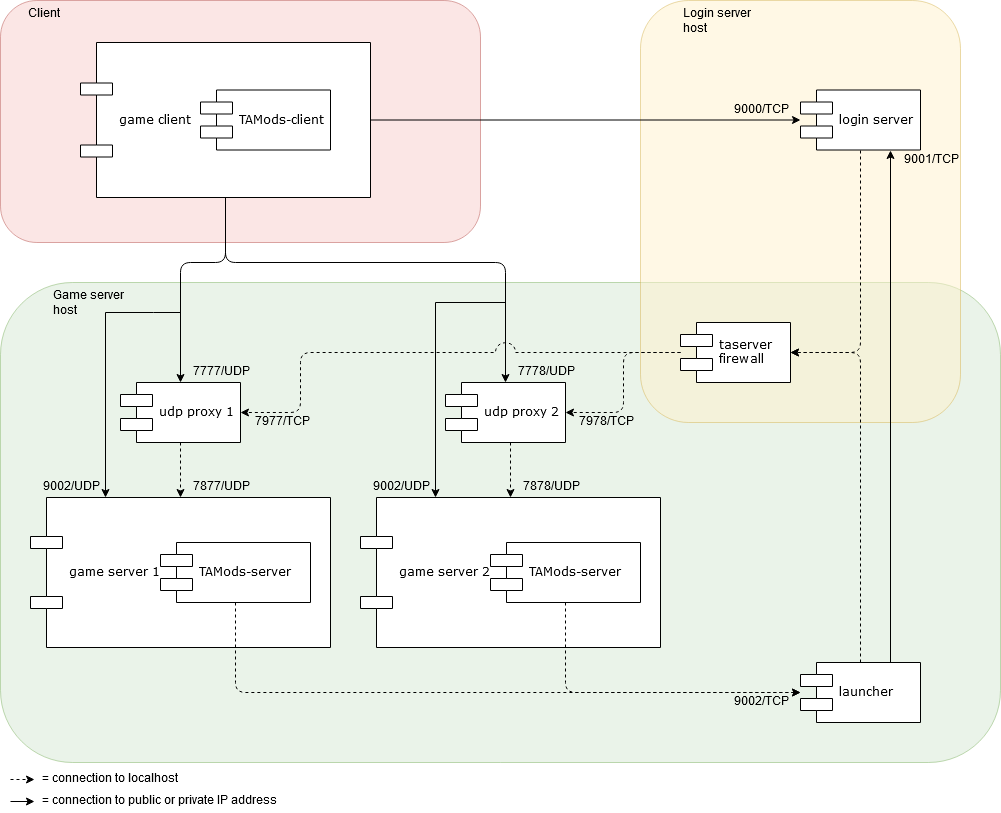 Client
Login server
host
game client
TAMods-client
9000/TCP
login server
9001/TCP
Game server
host
taserver
firewall
7777/UDP
7778/UDP
udp proxy 1
7977/TCP
udp proxy 2
7978/TCP
9002/UDP
7877/UDP
9002/UDP
7878/UDP
game server 1
TAMods-server
game server 2
TAMods-server
9002/TCP
launcher
= connection to localhost
= connection to public or private IP address